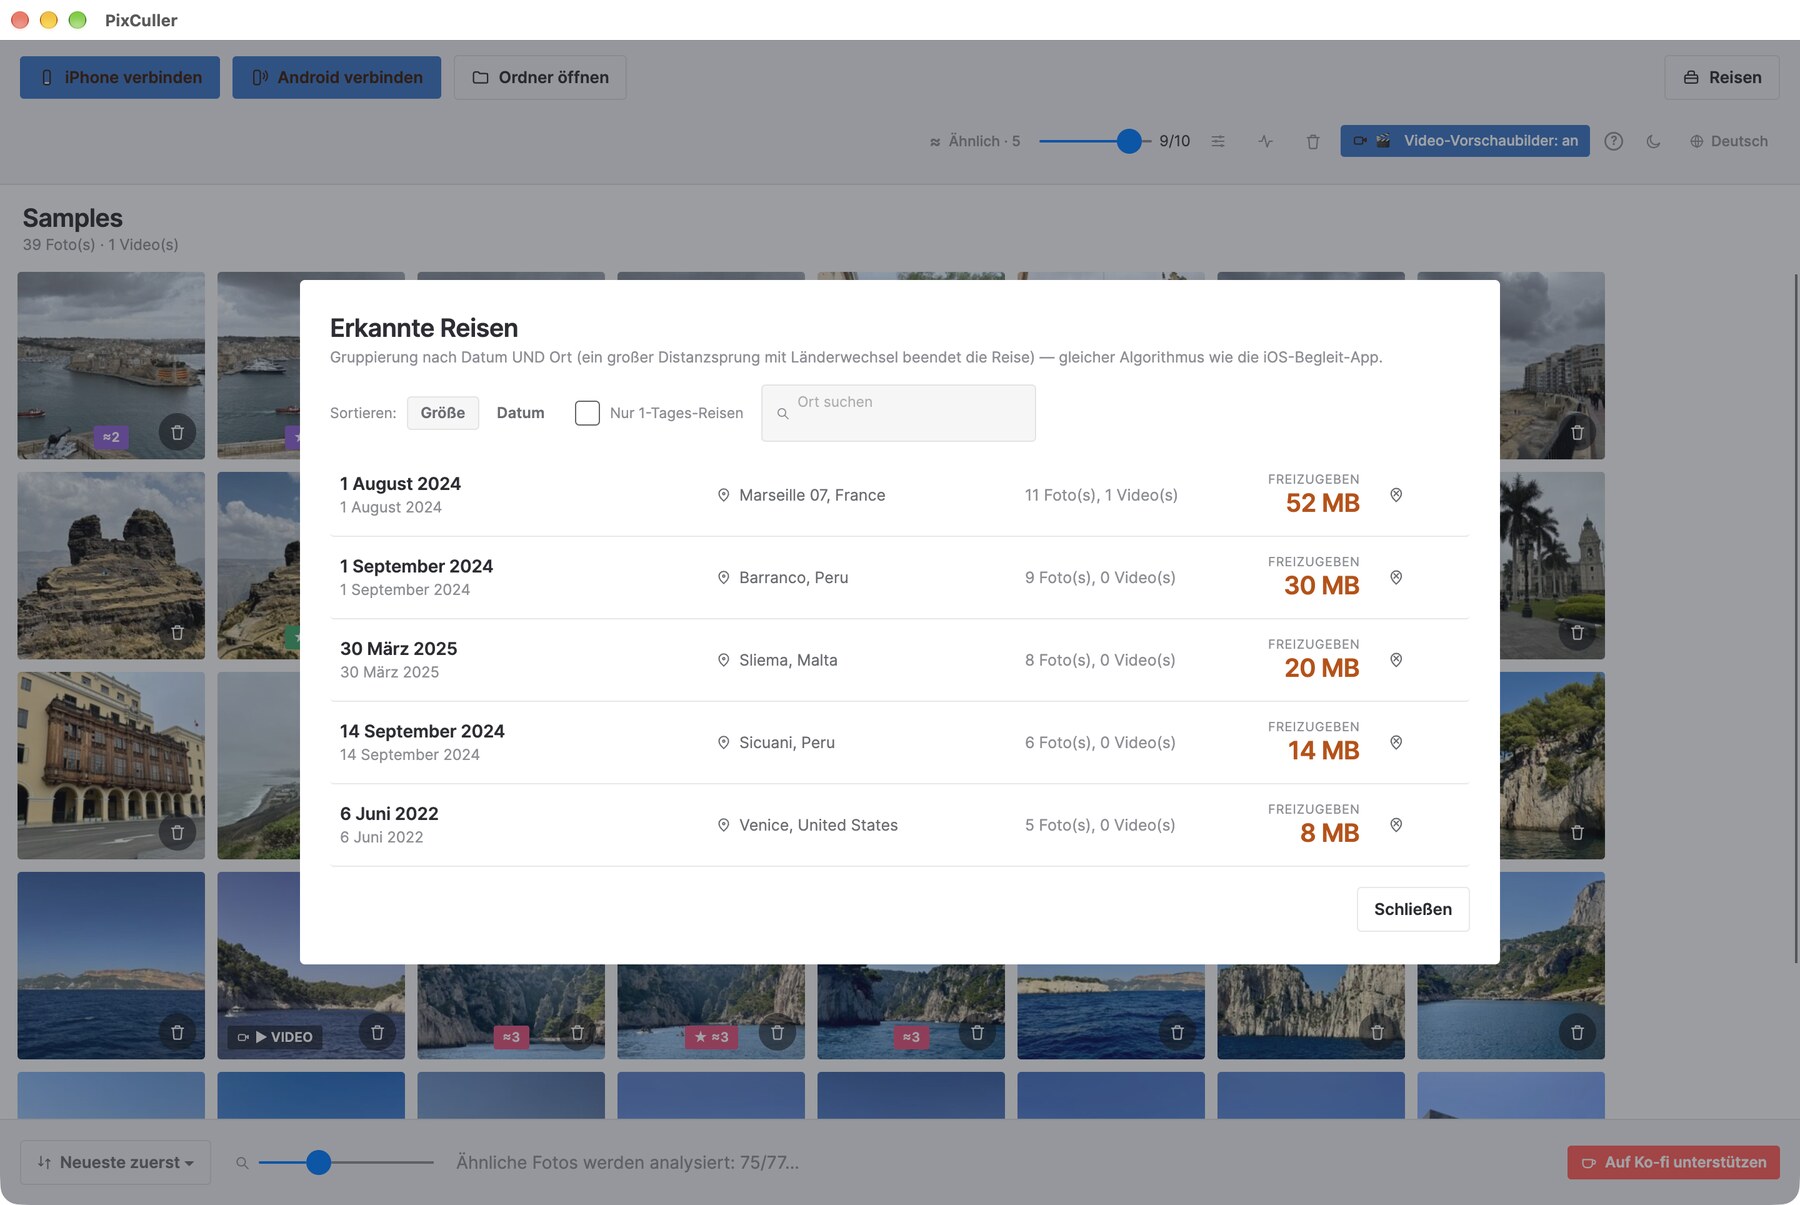 PixCuller
iPhone verbinden
Android verbinden
Ordner öffnen
Reisen
≈ Ähnlich · 5
9/10
Video-Vorschaubilder: an
Deutsch
Samples
39 Foto(s) · 1 Video(s)
≈2
Erkannte Reisen
Gruppierung nach Datum UND Ort (ein großer Distanzsprung mit Länderwechsel beendet die Reise) — gleicher Algorithmus wie die iOS-Begleit-App.
Sortieren:
Größe
Datum
Nur 1-Tages-Reisen
Ort suchen
1 August 2024
1 August 2024
Marseille 07, France
11 Foto(s), 1 Video(s)
FREIZUGEBEN
52 MB
1 September 2024
1 September 2024
Barranco, Peru
9 Foto(s), 0 Video(s)
FREIZUGEBEN
30 MB
30 März 2025
30 März 2025
Sliema, Malta
8 Foto(s), 0 Video(s)
FREIZUGEBEN
20 MB
14 September 2024
14 September 2024
Sicuani, Peru
6 Foto(s), 0 Video(s)
FREIZUGEBEN
14 MB
6 Juni 2022
6 Juni 2022
Venice, United States
5 Foto(s), 0 Video(s)
FREIZUGEBEN
8 MB
Schließen
VIDEO
≈3
★ ≈3
≈3
Neueste zuerst
Ähnliche Fotos werden analysiert: 75/77...
Auf Ko-fi unterstützen